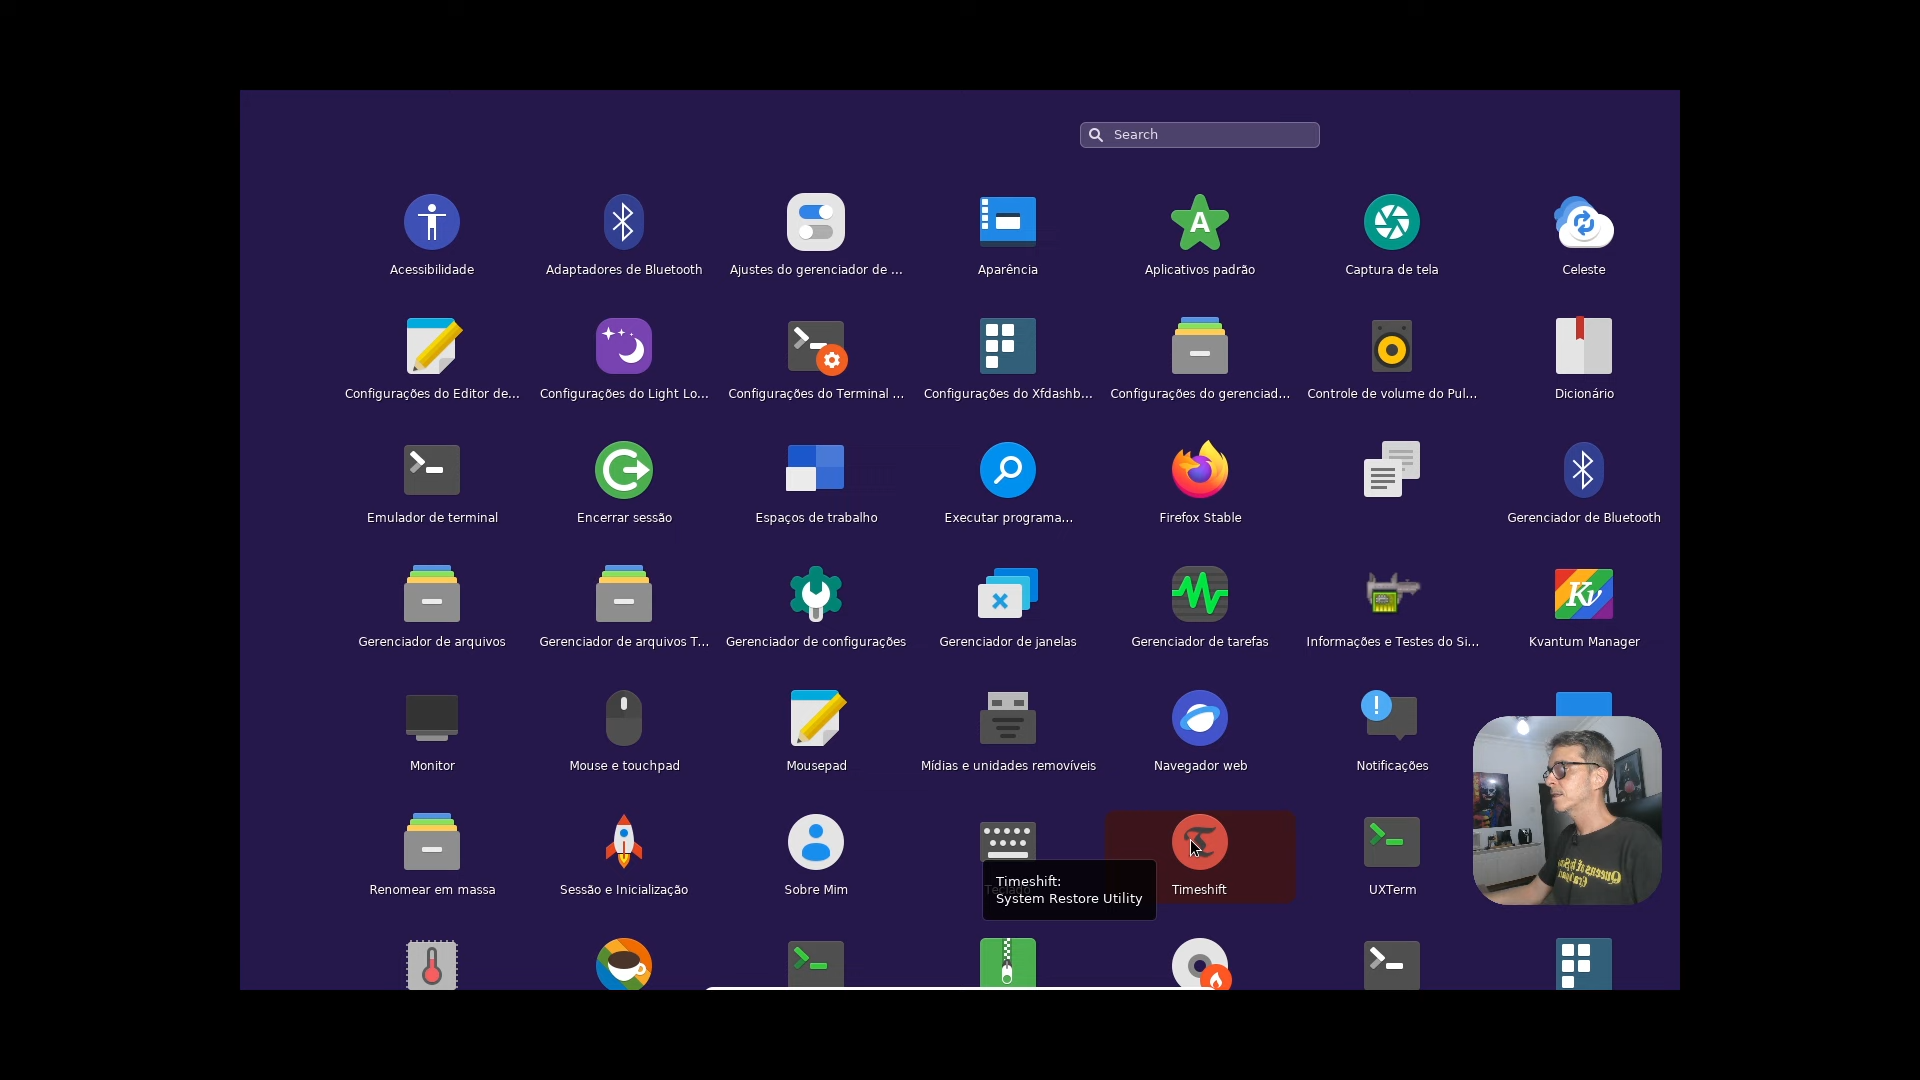 Search
Acessibilidade
Adaptadores de Bluetooth
Ajustes do gerenciador de ...
Aparência
A
Aplicativos padrão
Captura de tela
Celeste
Configurações do Editor de...
Configurações do Light Lo...
Configurações do Terminal ...
Configurações do Xfdashb...
Configurações do gerenciad...
Controle de volume do Pul...
Dicionário
Emulador de terminal
Encerrar sessão
Espaços de trabalho
Executar programa...
Firefox Stable
Gerenciador de Bluetooth
Gerenciador de arquivos
Gerenciador de arquivos T...
Gerenciador de configurações
Gerenciador de janelas
Gerenciador de tarefas
Informações e Testes do Si...
Kv
Kvantum Manager
Monitor
Mouse e touchpad
Mousepad
Mídias e unidades removíveis
Navegador web
Notificações
Renomear em massa
Sessão e Inicialização
Sobre Mim
Teclado
Timeshift:
System Restore Utility
Timeshift
UXTerm